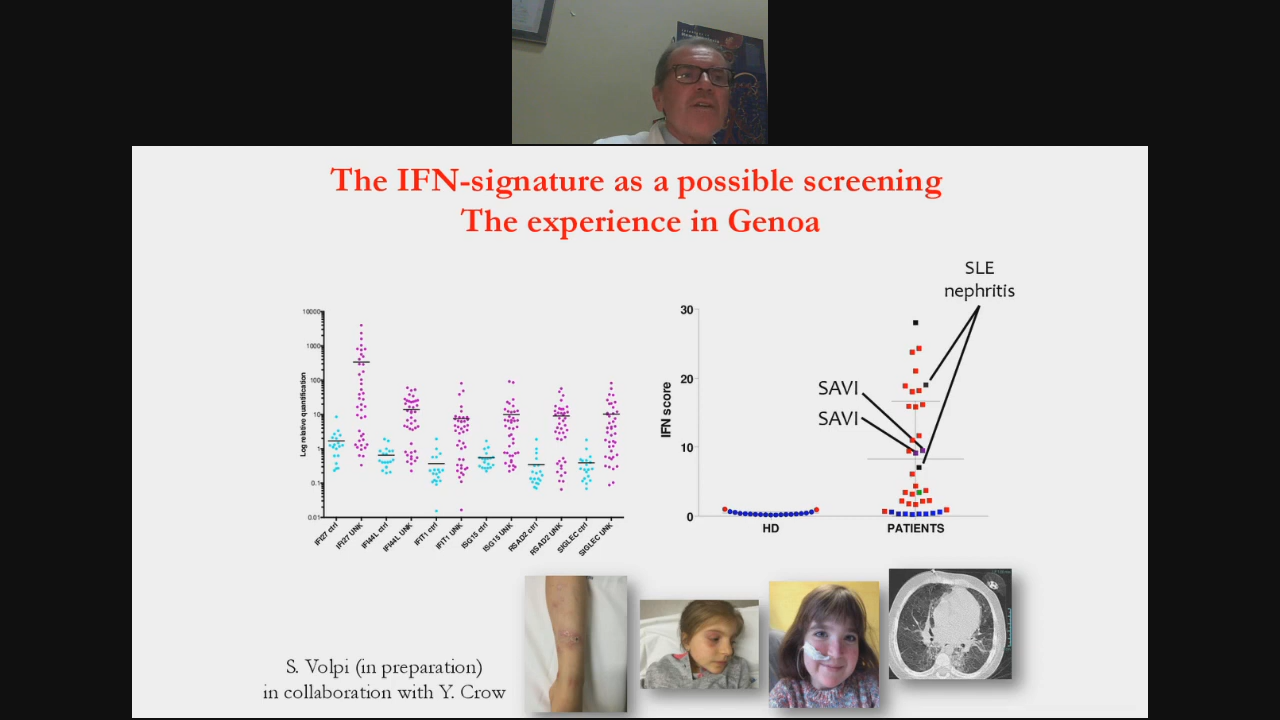 The IFN-signature as a possible screening
The experience in Genoa
SLE
nephritis
SAVI
SAVI
10000
1000
100
10
1
0.1
0.01
Log relative quantification
IFI27 ctrl
IFI27 UNK
IFI44L ctrl
IFI44L UNK
IFIT1 ctrl
IFIT1 UNK
ISG15 ctrl
ISG15 UNK
RSAD2 ctrl
RSAD2 UNK
SIGLEC ctrl
SIGLEC UNK
30
20
10
0
IFN score
HD
PATIENTS
S. Volpi (in preparation)
in collaboration with Y. Crow